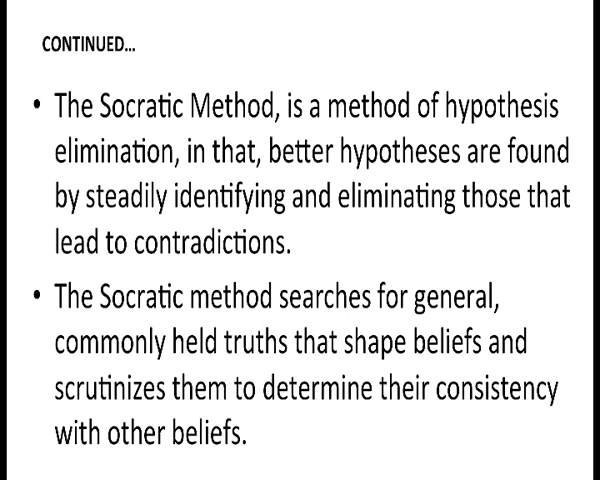 CONTINUED...
• The Socratic Method, is a method of hypothesis
elimination, in that, better hypotheses are found
by steadily identifying and eliminating those that
lead to contradictions.
• The Socratic method searches for general,
commonly held truths that shape beliefs and
scrutinizes them to determine their consistency
with other beliefs.